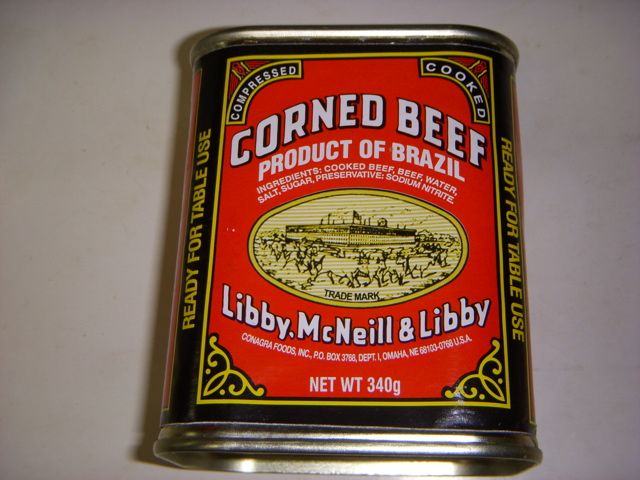 COMPRESSED
COOKED
CORNED BEEF
PRODUCT OF BRAZIL
INGREDIENTS: COOKED BEEF, BEEF, WATER,
SALT, SUGAR, PRESERVATIVE: SODIUM NITRITE.
READY FOR TABLE USE
READY FOR TABLE USE
TRADE MARK
Libby, McNeill & Libby
CONAGRA FOODS, INC., P.O. BOX 3768, DEPT. I, OMAHA, NE 68103-0768 U.S.A.
NET WT 340g